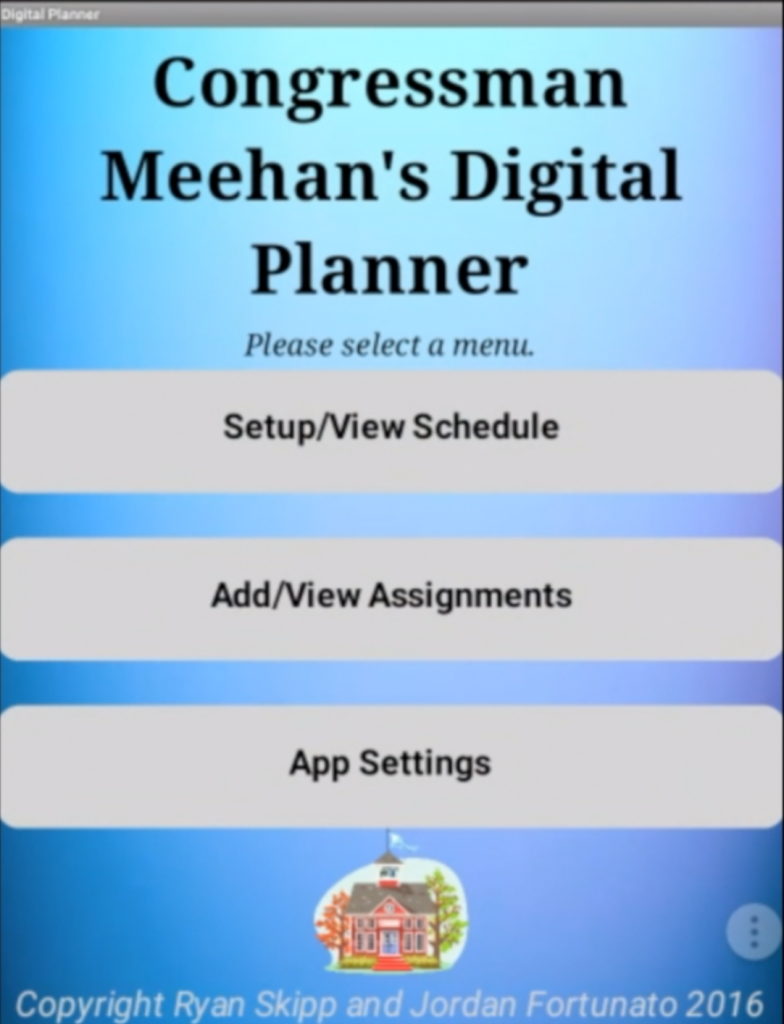 Digital Planner
Congressman
Meehan's Digital
Planner
Please select a menu.
Setup/View Schedule
Add/View Assignments
App Settings
Copyright Ryan Skipp and Jordan Fortunato 2016